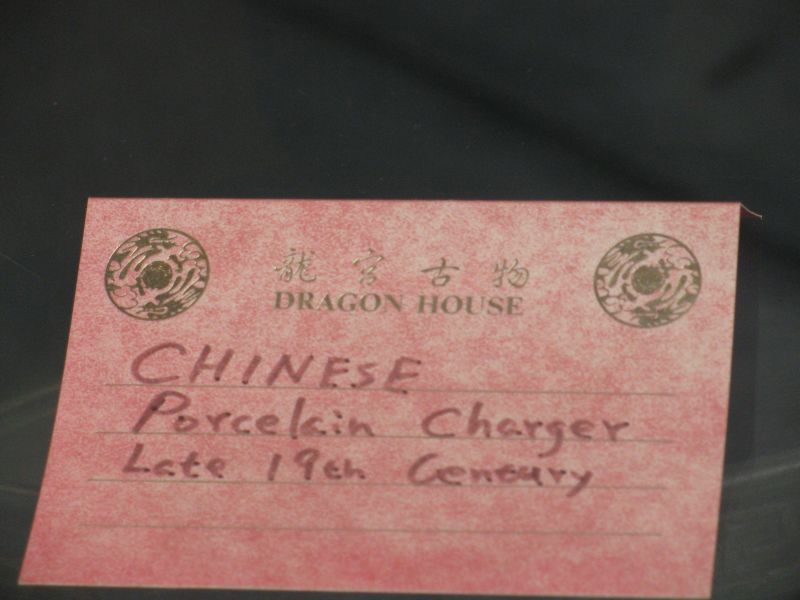 龍宮古物
DRAGON HOUSE
CHINESE
Porcelain Charger
Late 19th Century